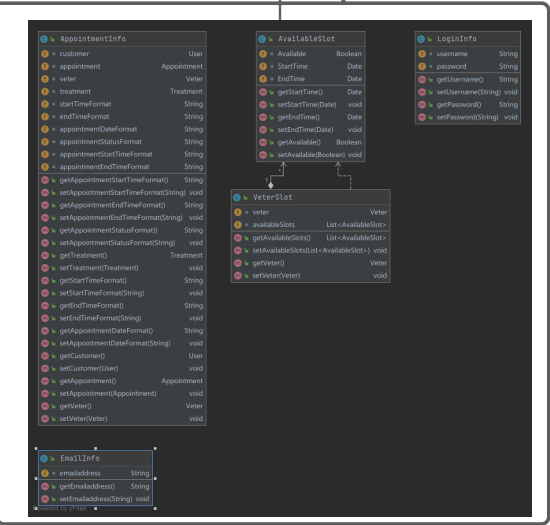 AppointmentInfo
customer User
appointment Appointment
veter Veter
treatment Treatment
startTimeFormat String
endTimeFormat String
appointmentDateFormat String
appointmentStatusFormat String
appointmentStartTimeFormat String
appointmentEndTimeFormat String
getAppointmentStartTimeFormat() String
setAppointmentStartTimeFormat(String) void
getAppointmentEndTimeFormat() String
setAppointmentEndTimeFormat(String) void
getAppointmentStatusFormat() String
setAppointmentStatusFormat(String) void
getTreatment() Treatment
setTreatment(Treatment) void
getStartTimeFormat() String
setStartTimeFormat(String) void
getEndTimeFormat() String
setEndTimeFormat(String) void
getAppointmentDateFormat() String
setAppointmentDateFormat(String) void
getCustomer() User
setCustomer(User) void
getAppointment() Appointment
setAppointment(Appointment) void
getVeter() Veter
setVeter(Veter) void
AvailableSlot
Available Boolean
StartTime Date
EndTime Date
getStartTime() Date
setStartTime(Date) void
getEndTime() Date
setEndTime(Date) void
getAvailable() Boolean
setAvailable(Boolean) void
LoginInfo
username String
password String
getUsername() String
setUsername(String) void
getPassword() String
setPassword(String) void
1
*
VeterSlot
veter Veter
availableSlots List<AvailableSlot>
getAvailableSlots() List<AvailableSlot>
setAvailableSlots(List<AvailableSlot>) void
getVeter() Veter
setVeter(Veter) void
EmailInfo
emailaddress String
getEmailaddress() String
setEmailaddress(String) void
Powered by yFiles